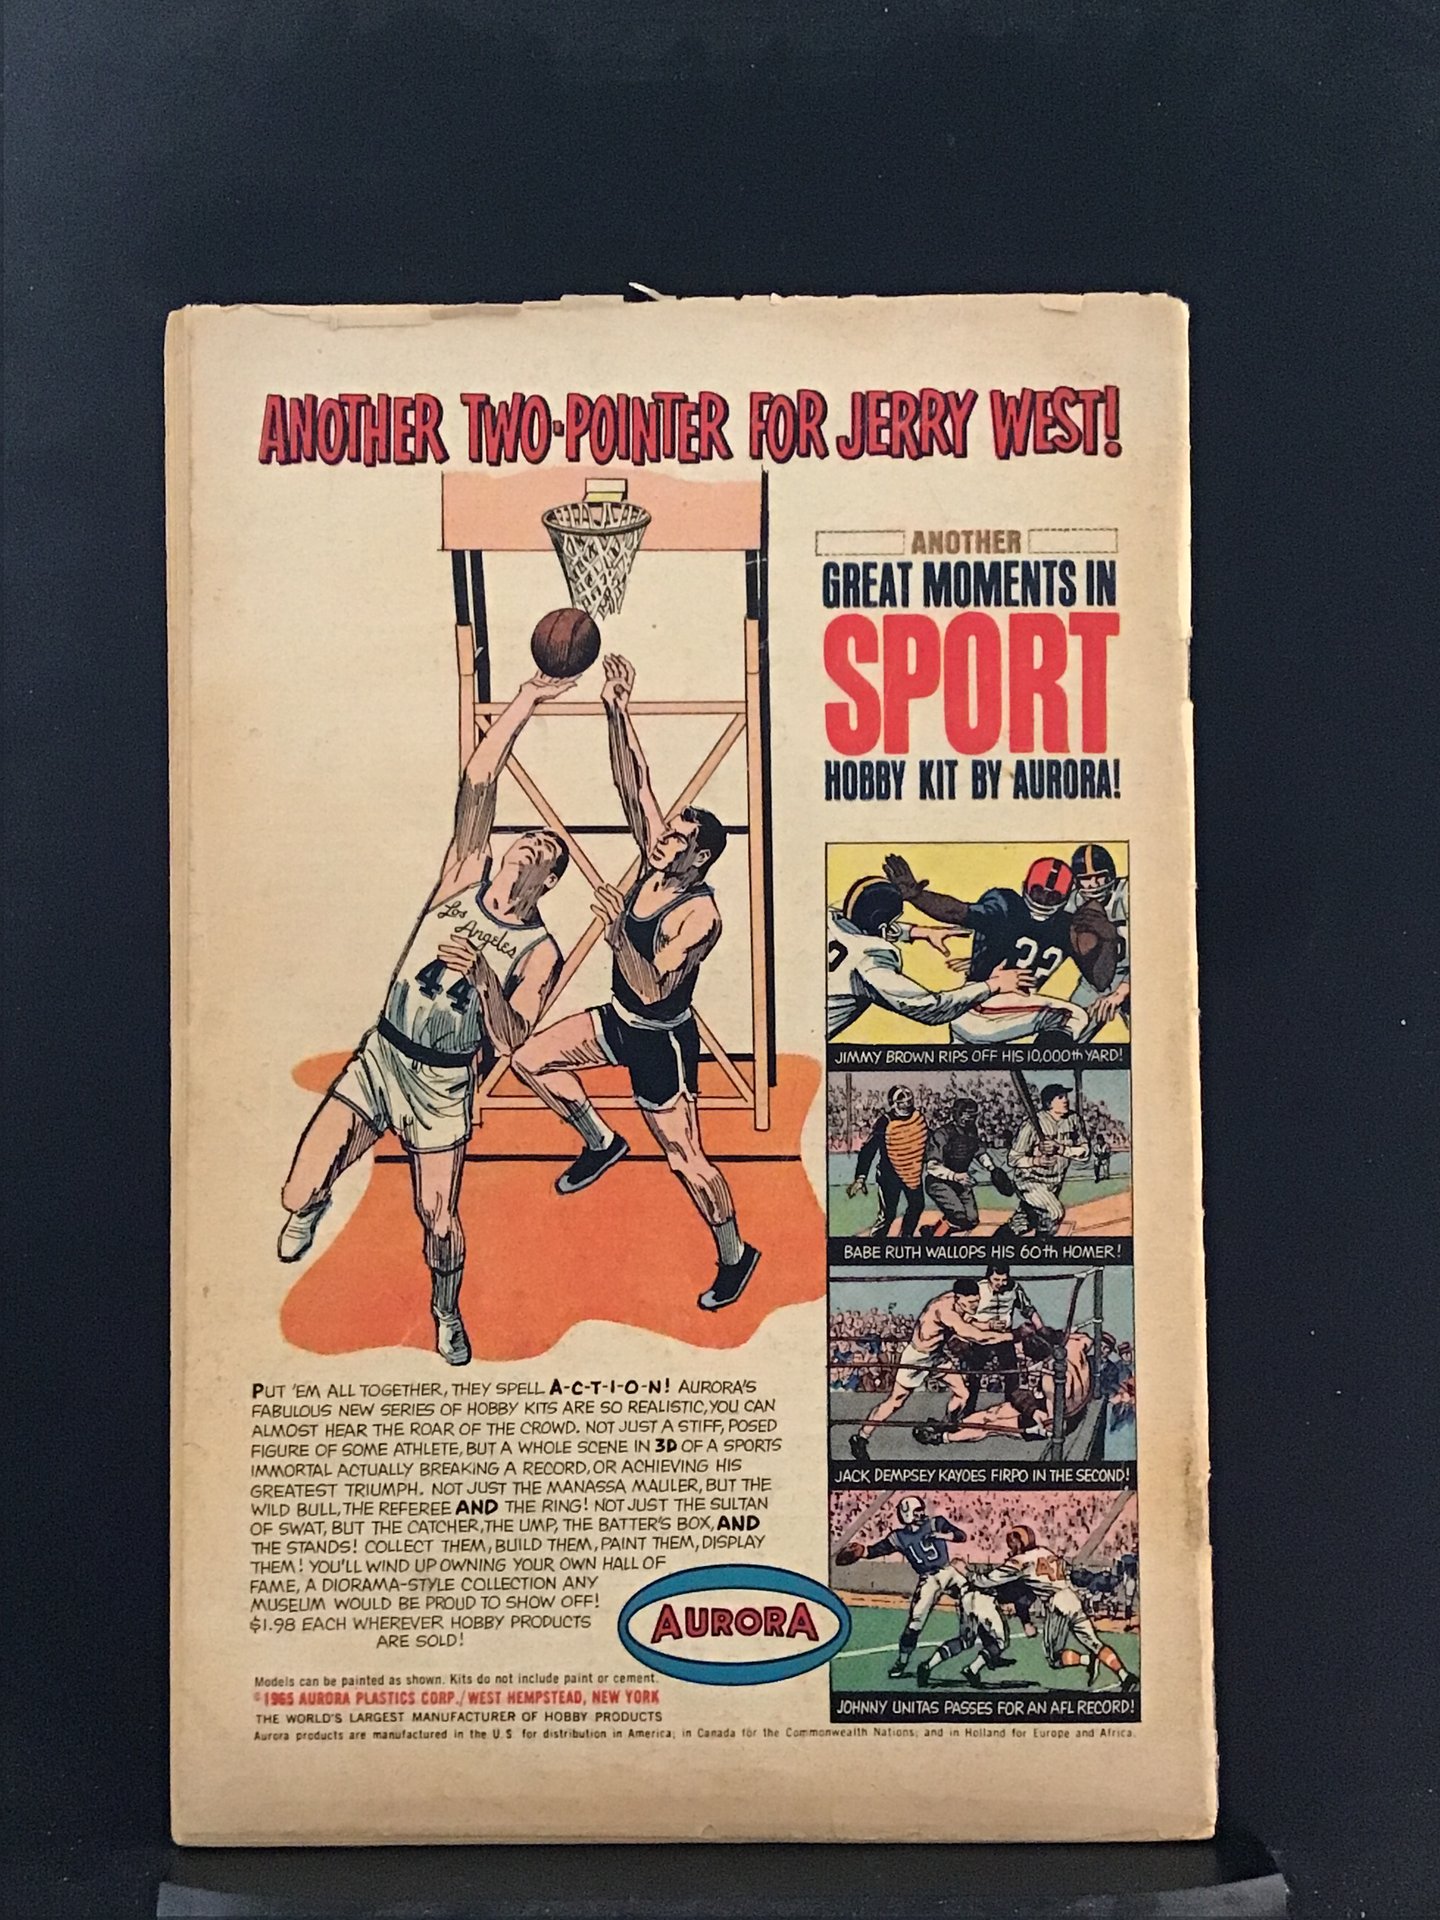 ANOTHER TWO-POINTER FOR JERRY WEST!
ANOTHER
GREAT MOMENTS IN
SPORT
HOBBY KIT BY AURORA!
Los
Angeles
44
32
JIMMY BROWN RIPS OFF HIS 10,000th YARD!
BABE RUTH WALLOPS HIS 60th HOMER!
JACK DEMPSEY KAYOES FIRPO IN THE SECOND!
19
42
JOHNNY UNITAS PASSES FOR AN AFL RECORD!
PUT 'EM ALL TOGETHER, THEY SPELL A-C-T-I-O-N! AURORA'S
FABULOUS NEW SERIES OF HOBBY KITS ARE SO REALISTIC, YOU CAN
ALMOST HEAR THE ROAR OF THE CROWD. NOT JUST A STIFF, POSED
FIGURE OF SOME ATHLETE, BUT A WHOLE SCENE IN 3D OF A SPORTS
IMMORTAL ACTUALLY BREAKING A RECORD, OR ACHIEVING HIS
GREATEST TRIUMPH. NOT JUST THE MANASSA MAULER, BUT THE
WILD BULL, THE REFEREE AND THE RING! NOT JUST THE SULTAN
OF SWAT, BUT THE CATCHER, THE UMP, THE BATTER'S BOX, AND
THE STANDS! COLLECT THEM, BUILD THEM, PAINT THEM, DISPLAY
THEM! YOU'LL WIND UP OWNING YOUR OWN HALL OF
FAME, A DIORAMA-STYLE COLLECTION ANY
MUSEUM WOULD BE PROUD TO SHOW OFF!
$1.98 EACH WHEREVER HOBBY PRODUCTS
ARE SOLD!
AURORA
Models can be painted as shown. Kits do not include paint or cement.
©1965 AURORA PLASTICS CORP./WEST HEMPSTEAD, NEW YORK
THE WORLD'S LARGEST MANUFACTURER OF HOBBY PRODUCTS
Aurora products are manufactured in the U.S. for distribution in America; in Canada for the Commonwealth Nations; and in Holland for Europe and Africa.